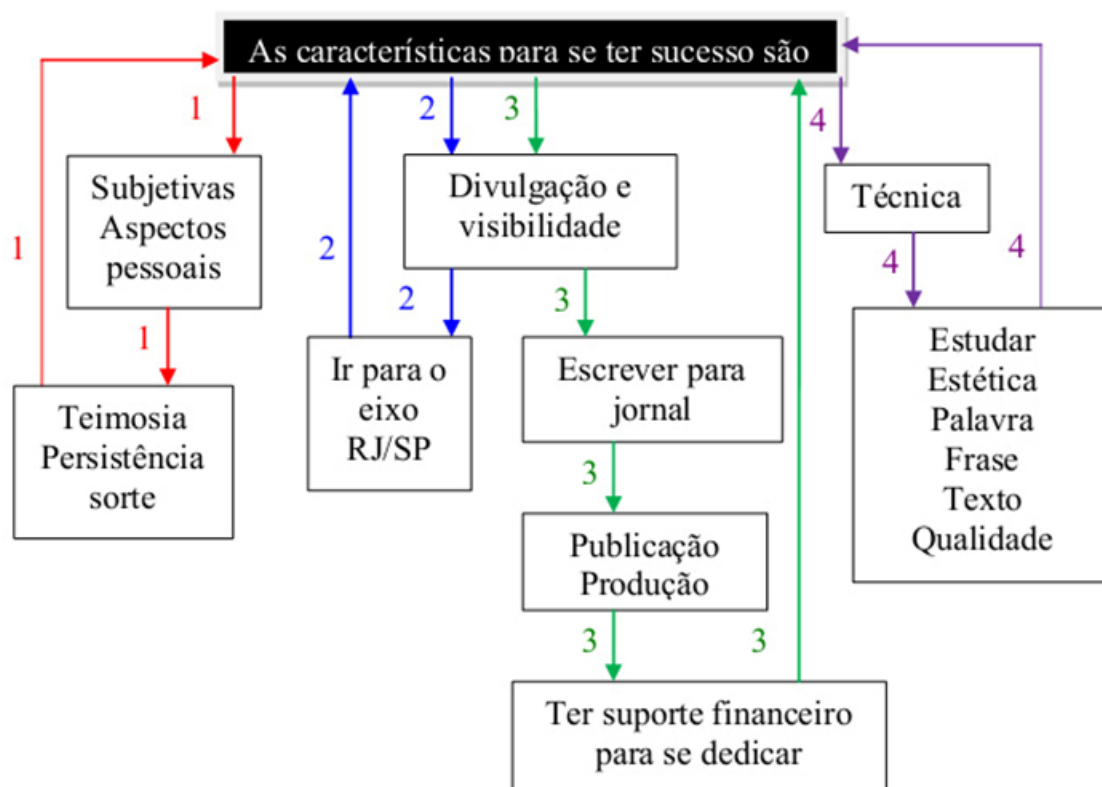 As características para se ter sucesso são
1
2
3
4
Subjetivas
Aspectos
pessoais
Divulgação e
visibilidade
Técnica
1
2
2
3
4
4
1
Teimosia
Persistência
sorte
Ir para o
eixo
RJ/SP
Escrever para
jornal
Estudar
Estética
Palavra
Frase
Texto
Qualidade
3
Publicação
Produção
3
3
Ter suporte financeiro
para se dedicar